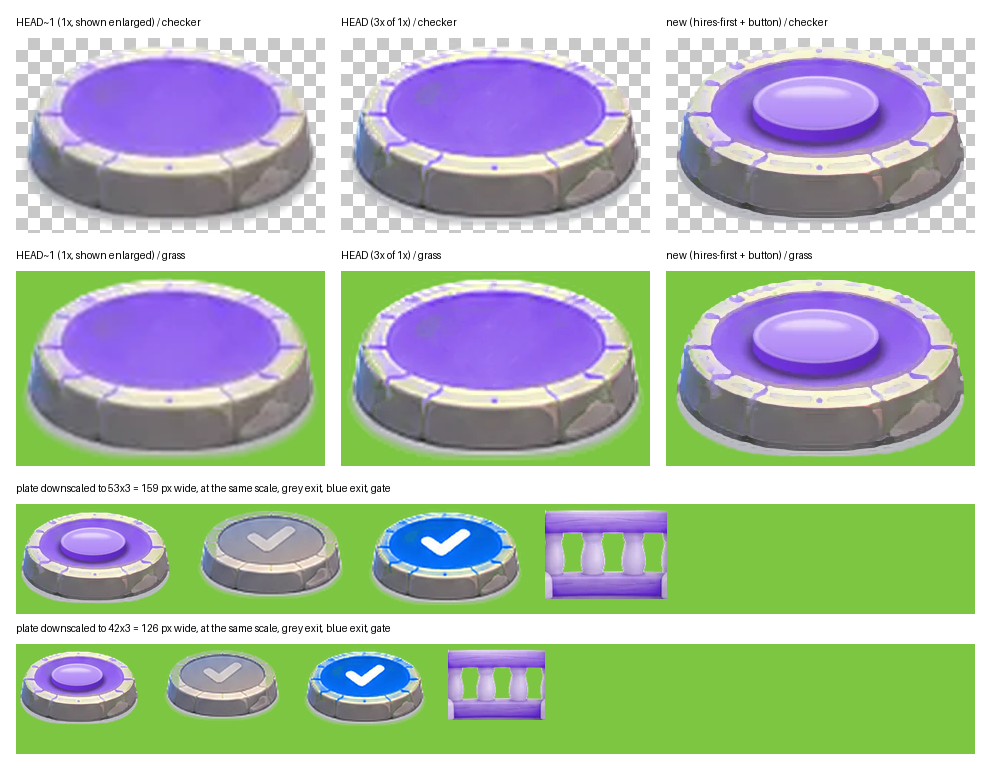 HEAD~1 (1x, shown enlarged) / checker
HEAD (3x of 1x) / checker
new (hires-first + button) / checker
HEAD~1 (1x, shown enlarged) / grass
HEAD (3x of 1x) / grass
new (hires-first + button) / grass
plate downscaled to 53x3 = 159 px wide, at the same scale, grey exit, blue exit, gate
plate downscaled to 42x3 = 126 px wide, at the same scale, grey exit, blue exit, gate